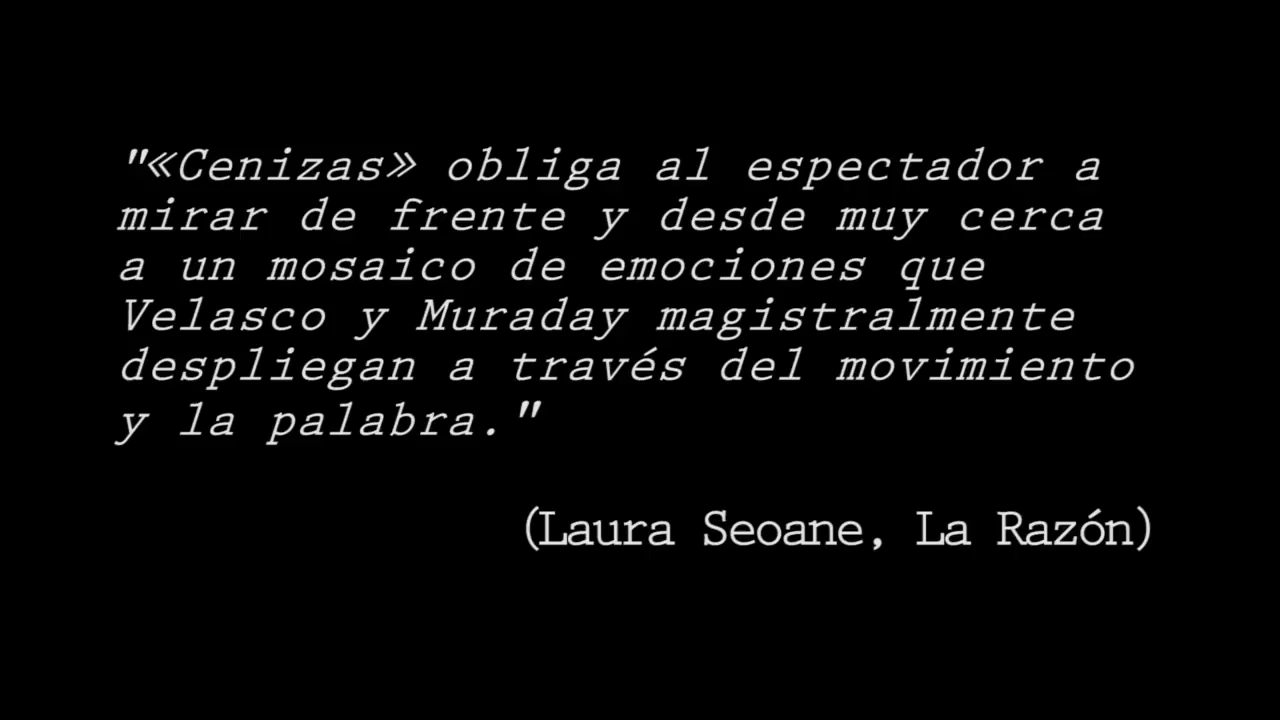 "«Cenizas» obliga al espectador a
mirar de frente y desde muy cerca
a un mosaico de emociones que
Velasco y Muraday magistralmente
despliegan a través del movimiento
y la palabra."
(Laura Seoane, La Razón)